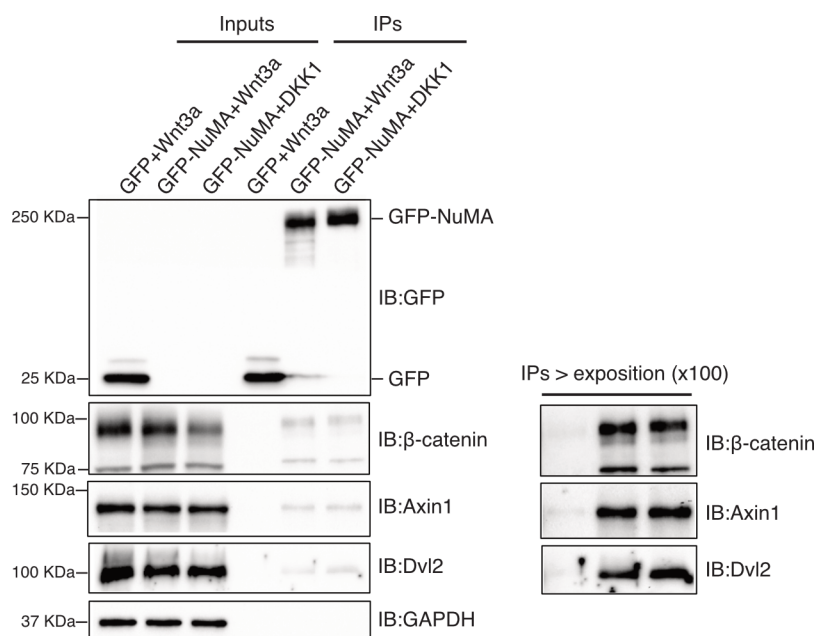 Inputs
IPs
GFP+Wnt3a
GFP-NuMA+Wnt3a
GFP-NuMA+DKK1
GFP+Wnt3a
GFP-NuMA+Wnt3a
GFP-NuMA+DKK1
250 KDa
GFP-NuMA
IB:GFP
25 KDa
GFP
IPs > exposition (x100)
100 KDa
IB:β-catenin
IB:β-catenin
75 KDa
150 KDa
IB:Axin1
IB:Axin1
100 KDa
IB:Dvl2
IB:Dvl2
37 KDa
IB:GAPDH